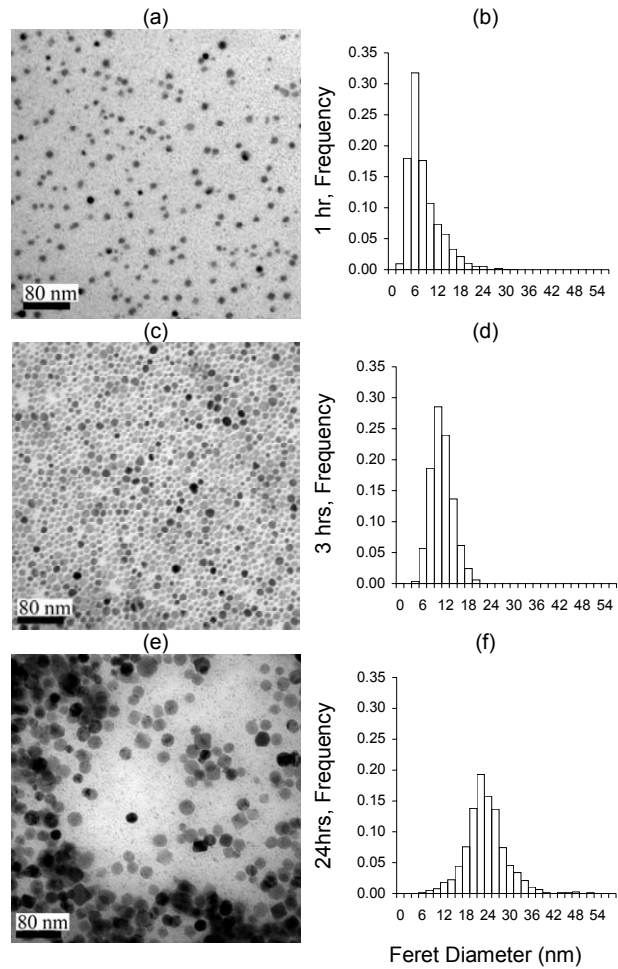 (a)
(b)
80 nm
1 hr, Frequency
0.35
0.30
0.25
0.20
0.15
0.10
0.05
0.00
0 6 12 18 24 30 36 42 48 54
(c)
(d)
80 nm
3 hrs, Frequency
0.35
0.30
0.25
0.20
0.15
0.10
0.05
0.00
0 6 12 18 24 30 36 42 48 54
(e)
(f)
80 nm
24hrs, Frequency
0.35
0.30
0.25
0.20
0.15
0.10
0.05
0.00
0 6 12 18 24 30 36 42 48 54
Feret Diameter (nm)